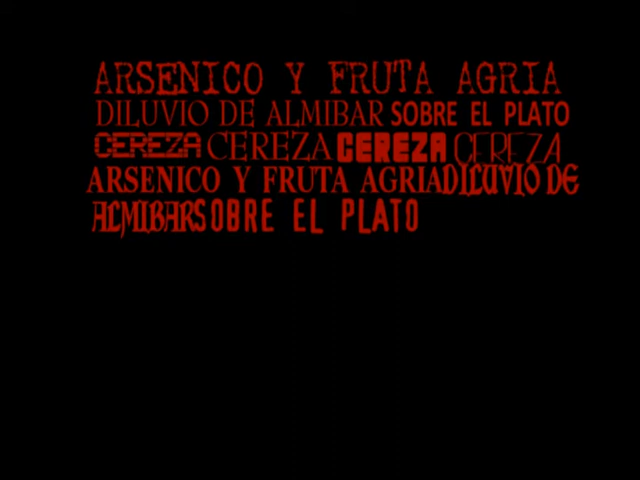 ARSENICO Y FRUTA AGRIA
DILUVIO DE ALMIBAR SOBRE EL PLATO
CEREZA CEREZA CEREZA CEREZA
ARSENICO Y FRUTA AGRIADILUVIO DE
ALMIBARSOBRE EL PLATO